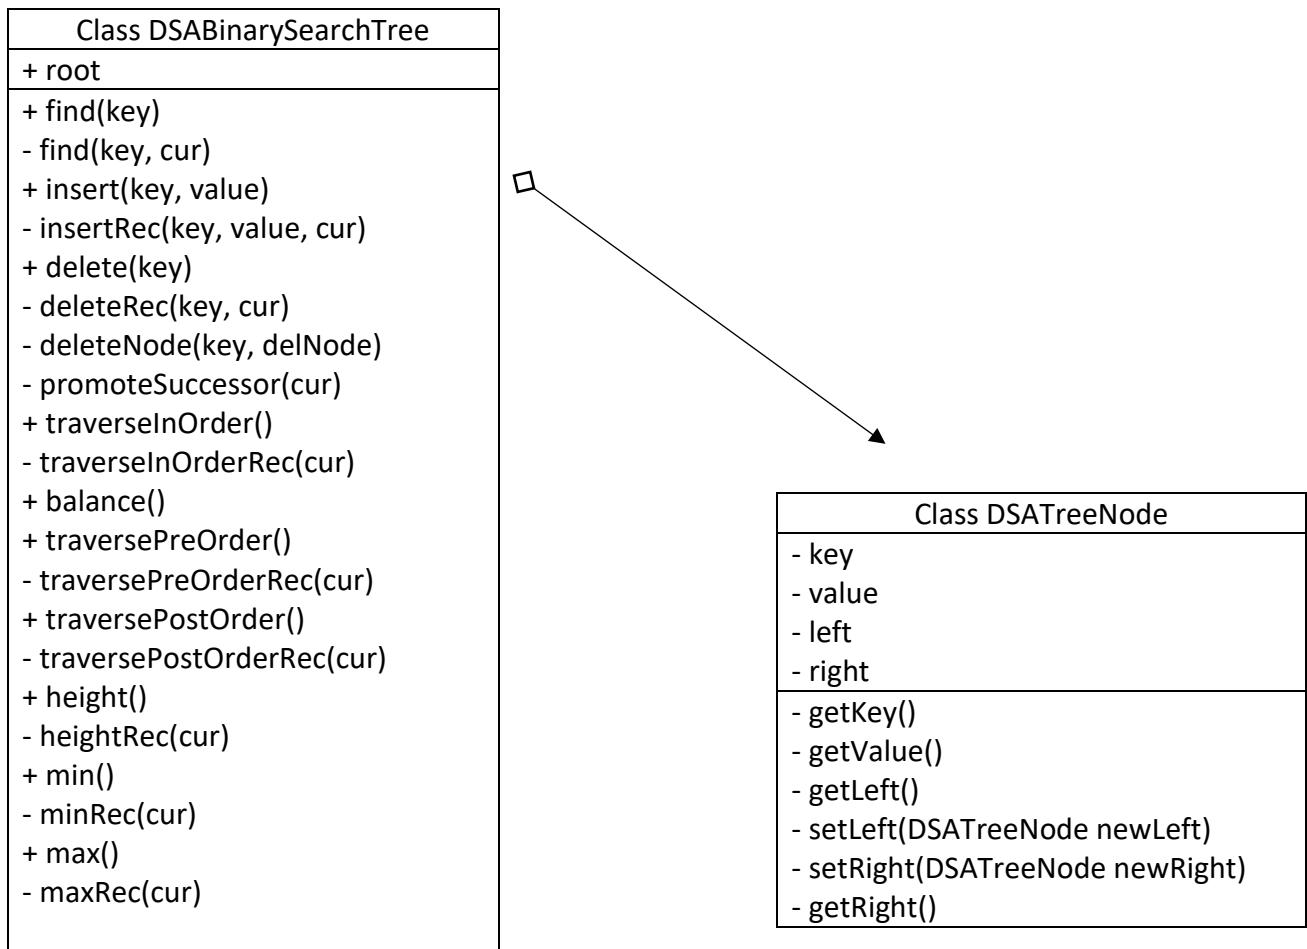 Class DSABinarySearchTree
+ root
+ find(key)
- find(key, cur)
+ insert(key, value)
- insertRec(key, value, cur)
+ delete(key)
- deleteRec(key, cur)
- deleteNode(key, delNode)
- promoteSuccessor(cur)
+ traverseInOrder()
- traverseInOrderRec(cur)
+ balance()
+ traversePreOrder()
- traversePreOrderRec(cur)
+ traversePostOrder()
- traversePostOrderRec(cur)
+ height()
- heightRec(cur)
+ min()
- minRec(cur)
+ max()
- maxRec(cur)
Class DSATreeNode
- key
- value
- left
- right
- getKey()
- getValue()
- getLeft()
- setLeft(DSATreeNode newLeft)
- setRight(DSATreeNode newRight)
- getRight()